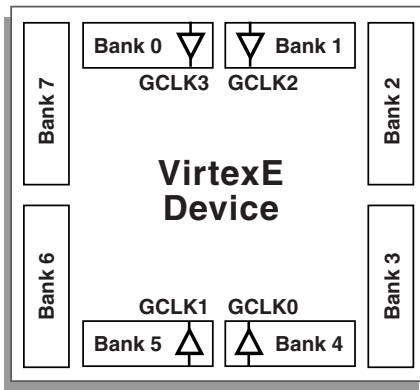 Bank 0
Bank 1
GCLK3
GCLK2
Bank 7
Bank 2
VirtexE
Device
Bank 6
Bank 3
GCLK1
GCLK0
Bank 5
Bank 4